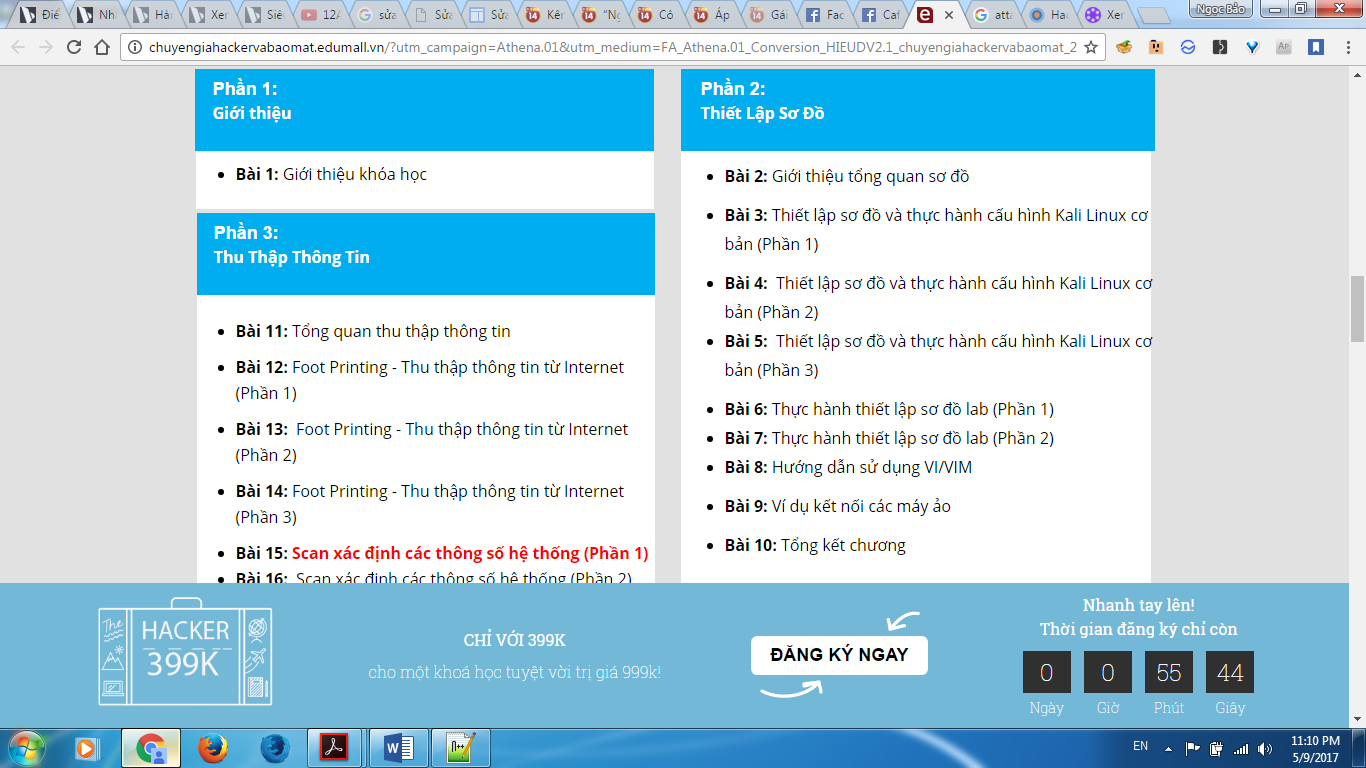 Điể
Nhà
Hàn
Xem
Siêu
12A
sửa
Sửa
Sửa
Kên
"Ng
Cô
Áp
Gái
Fac
Caf
atta
Hac
Xer
Ngọc Bảo
chuyengiahackervabaomat.edumall.vn/?utm_campaign=Athena.01&utm_medium=FA_Athena.01_Conversion_HIEUDV2.1_chuyengiahackervabaomat_2
Phần 1:
Giới thiệu
Bài 1: Giới thiệu khóa học
Phần 2:
Thiết Lập Sơ Đồ
Bài 2: Giới thiệu tổng quan sơ đồ
Bài 3: Thiết lập sơ đồ và thực hành cấu hình Kali Linux cơ
bản (Phần 1)
Bài 4: Thiết lập sơ đồ và thực hành cấu hình Kali Linux cơ
bản (Phần 2)
Bài 5: Thiết lập sơ đồ và thực hành cấu hình Kali Linux cơ
bản (Phần 3)
Bài 6: Thực hành thiết lập sơ đồ lab (Phần 1)
Bài 7: Thực hành thiết lập sơ đồ lab (Phần 2)
Bài 8: Hướng dẫn sử dụng VI/VIM
Bài 9: Ví dụ kết nối các máy ảo
Bài 10: Tổng kết chương
Phần 3:
Thu Thập Thông Tin
Bài 11: Tổng quan thu thập thông tin
Bài 12: Foot Printing - Thu thập thông tin từ Internet
(Phần 1)
Bài 13: Foot Printing - Thu thập thông tin từ Internet
(Phần 2)
Bài 14: Foot Printing - Thu thập thông tin từ Internet
(Phần 3)
Bài 15: Scan xác định các thông số hệ thống (Phần 1)
Bài 16: Scan xác định các thông số hệ thống (Phần 2)
The
HACKER
399K
CHỈ VỚI 399K
cho một khoá học tuyệt vời trị giá 999k!
ĐĂNG KÝ NGAY
Nhanh tay lên!
Thời gian đăng ký chỉ còn
0 0 55 44
Ngày Giờ Phút Giây
EN
11:10 PM
5/9/2017